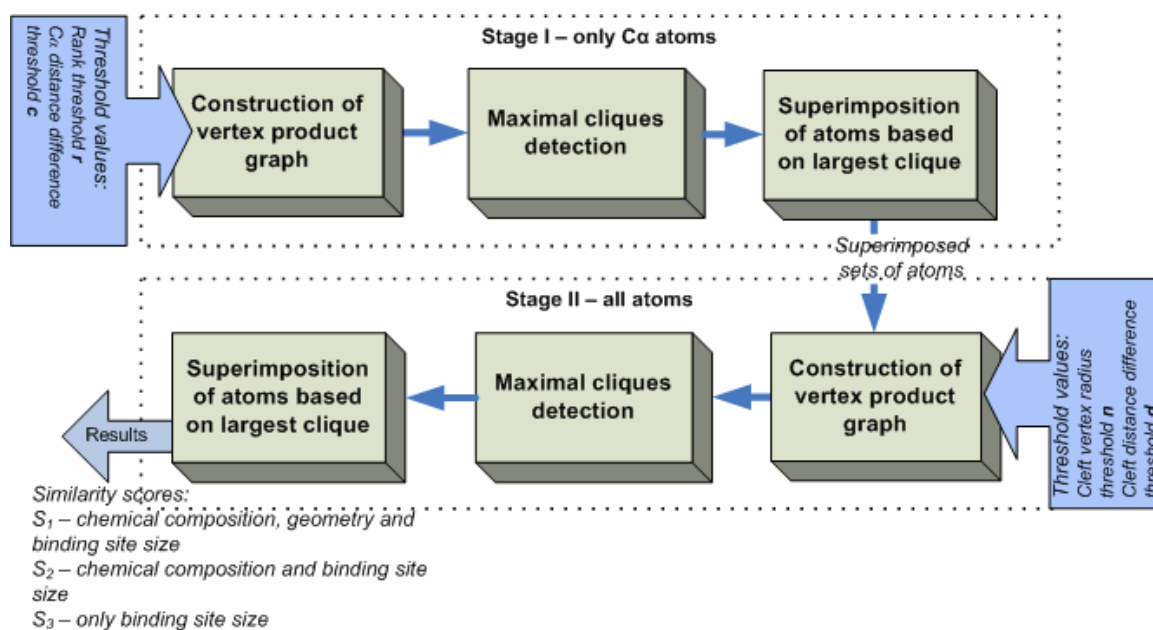 Threshold values:
Rank threshold r
Cα distance difference
threshold c
Stage I – only Cα atoms
Construction of
vertex product
graph
Maximal cliques
detection
Superimposition
of atoms based
on largest clique
Superimposed
sets of atoms
Stage II – all atoms
Threshold values:
Cleft vertex radius
threshold n
Cleft distance difference
threshold d
Construction of
vertex product
graph
Maximal cliques
detection
Superimposition
of atoms based
on largest clique
Results
Similarity scores:
S₁ – chemical composition, geometry and
binding site size
S₂ – chemical composition and binding site
size
S₃ – only binding site size